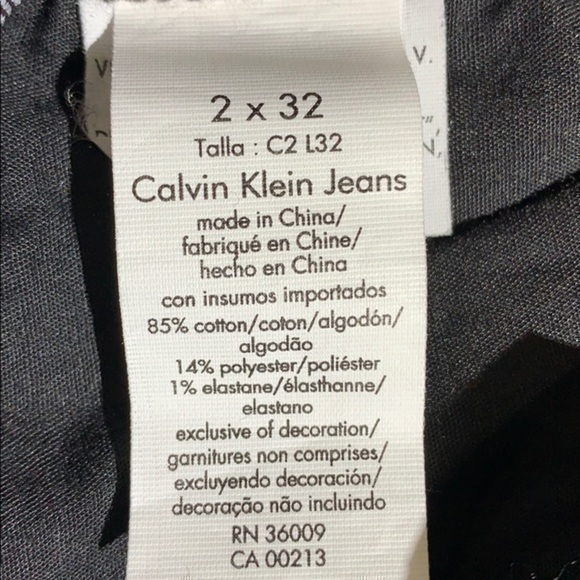 2 x 32
Talla : C2 L32
Calvin Klein Jeans
made in China/
fabriqué en Chine/
hecho en China
con insumos importados
85% cotton/coton/algodón/
algodão
14% polyester/poliéster
1% elastane/élasthanne/
elastano
exclusive of decoration/
garnitures non comprises/
excluyendo decoración/
decoração não incluindo
RN 36009
CA 00213